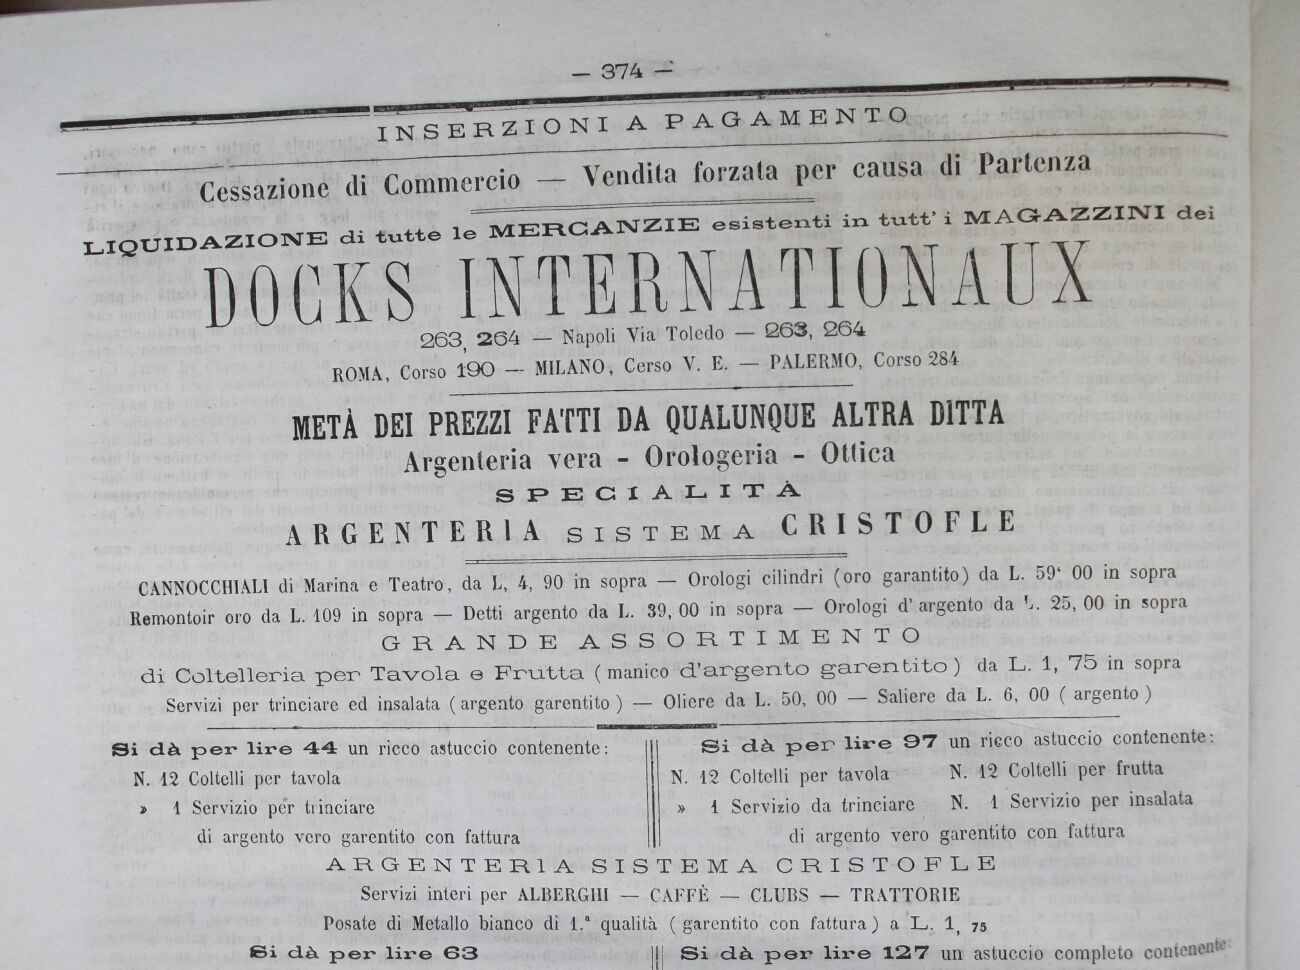 — 374 —
INSERZIONI A PAGAMENTO
Cessazione di Commercio — Vendita forzata per causa di Partenza
LIQUIDAZIONE di tutte le MERCANZIE esistenti in tutt' i MAGAZZINI dei
DOCKS INTERNATIONAUX
263, 264 — Napoli Via Toledo — 263, 264
ROMA, Corso 190 — MILANO, Cerso V. E. — PALERMO, Corso 284
METÀ DEI PREZZI FATTI DA QUALUNQUE ALTRA DITTA
Argenteria vera - Orologeria - Ottica
SPECIALITÀ
ARGENTERIA SISTEMA CRISTOFLE
CANNOCCHIALI di Marina e Teatro, da L, 4, 90 in sopra — Orologi cilindri (oro garantito) da L. 59' 00 in sopra
Remontoir oro da L. 109 in sopra — Detti argento da L. 39, 00 in sopra — Orologi d' argento da L. 25, 00 in sopra
GRANDE ASSORTIMENTO
di Coltelleria per Tavola e Frutta (manico d'argento garentito) da L. 1, 75 in sopra
Servizi per trinciare ed insalata (argento garentito) — Oliere da L. 50, 00 — Saliere da L. 6, 00 (argento)
Si dà per lire 44 un ricco astuccio contenente:
N. 12 Coltelli per tavola
» 1 Servizio per trinciare
di argento vero garentito con fattura
Si dà per lire 97 un ricco astuccio contenente:
N. 12 Coltelli per tavola N. 12 Coltelli per frutta
» 1 Servizio da trinciare N. 1 Servizio per insalata
di argento vero garentito con fattura
ARGENTERIA SISTEMA CRISTOFLE
Servizi interi per ALBERGHI — CAFFÈ — CLUBS — TRATTORIE
Posate di Metallo bianco di 1.ª qualità (garentito con fattura) a L. 1, 75
Si dà per lire 63
Si dà per lire 127 un astuccio completo contenente: